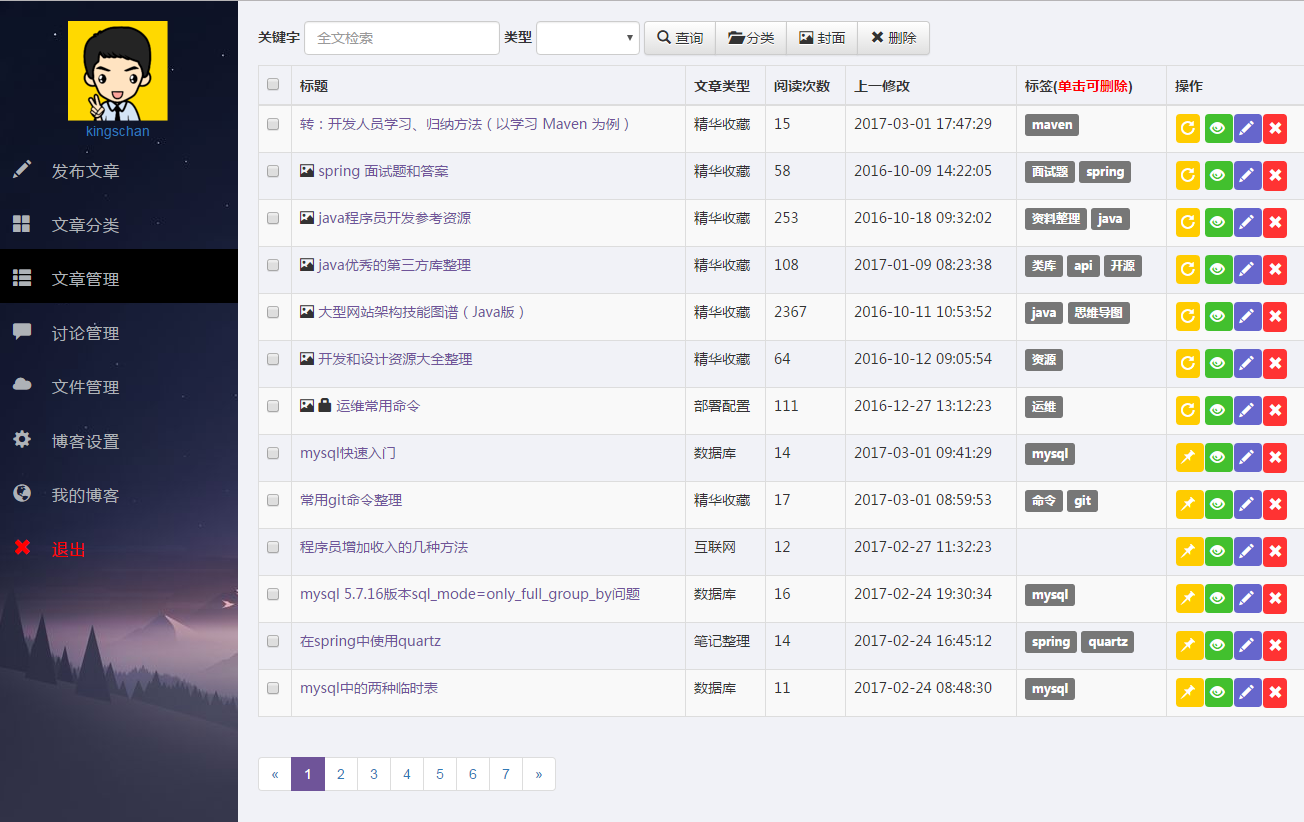 kingschan
发布文章
文章分类
文章管理
讨论管理
文件管理
博客设置
我的博客
退出
关键字 全文检索 类型 查询 分类 封面 删除
标题 文章类型 阅读次数 上一修改 标签(单击可删除) 操作
转：开发人员学习、归纳方法（以学习 Maven 为例） 精华收藏 15 2017-03-01 17:47:29 maven
spring 面试题和答案 精华收藏 58 2016-10-09 14:22:05 面试题 spring
java程序员开发参考资源 精华收藏 253 2016-10-18 09:32:02 资料整理 java
java优秀的第三方库整理 精华收藏 108 2017-01-09 08:23:38 类库 api 开源
大型网站架构技能图谱（Java版） 精华收藏 2367 2016-10-11 10:53:52 java 思维导图
开发和设计资源大全整理 精华收藏 64 2016-10-12 09:05:54 资源
运维常用命令 部署配置 111 2016-12-27 13:12:23 运维
mysql快速入门 数据库 14 2017-03-01 09:41:29 mysql
常用git命令整理 精华收藏 17 2017-03-01 08:59:53 命令 git
程序员增加收入的几种方法 互联网 12 2017-02-27 11:32:23
mysql 5.7.16版本sql_mode=only_full_group_by问题 数据库 16 2017-02-24 19:30:34 mysql
在spring中使用quartz 笔记整理 14 2017-02-24 16:45:12 spring quartz
mysql中的两种临时表 数据库 11 2017-02-24 08:48:30 mysql
« 1 2 3 4 5 6 7 »